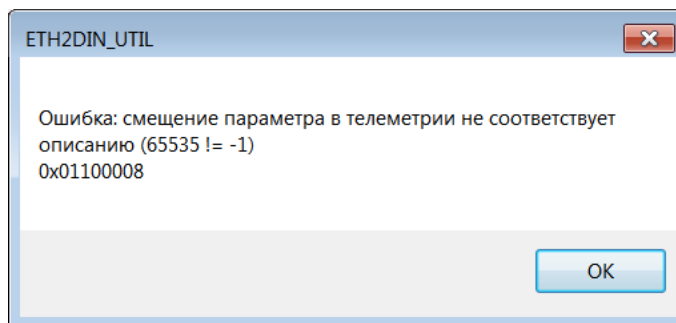 ETH2DIN_UTIL
Ошибка: смещение параметра в телеметрии не соответствует
описанию (65535 != -1)
0x01100008
OK